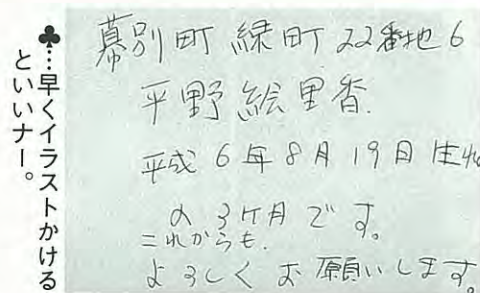 幕別町 緑町 22番地6
平野絵里香.
平成6年8月19日生れ
の3ケ月です。
これからも.
よろしくお願いします。
♣…早くイラストかける
といいナー。